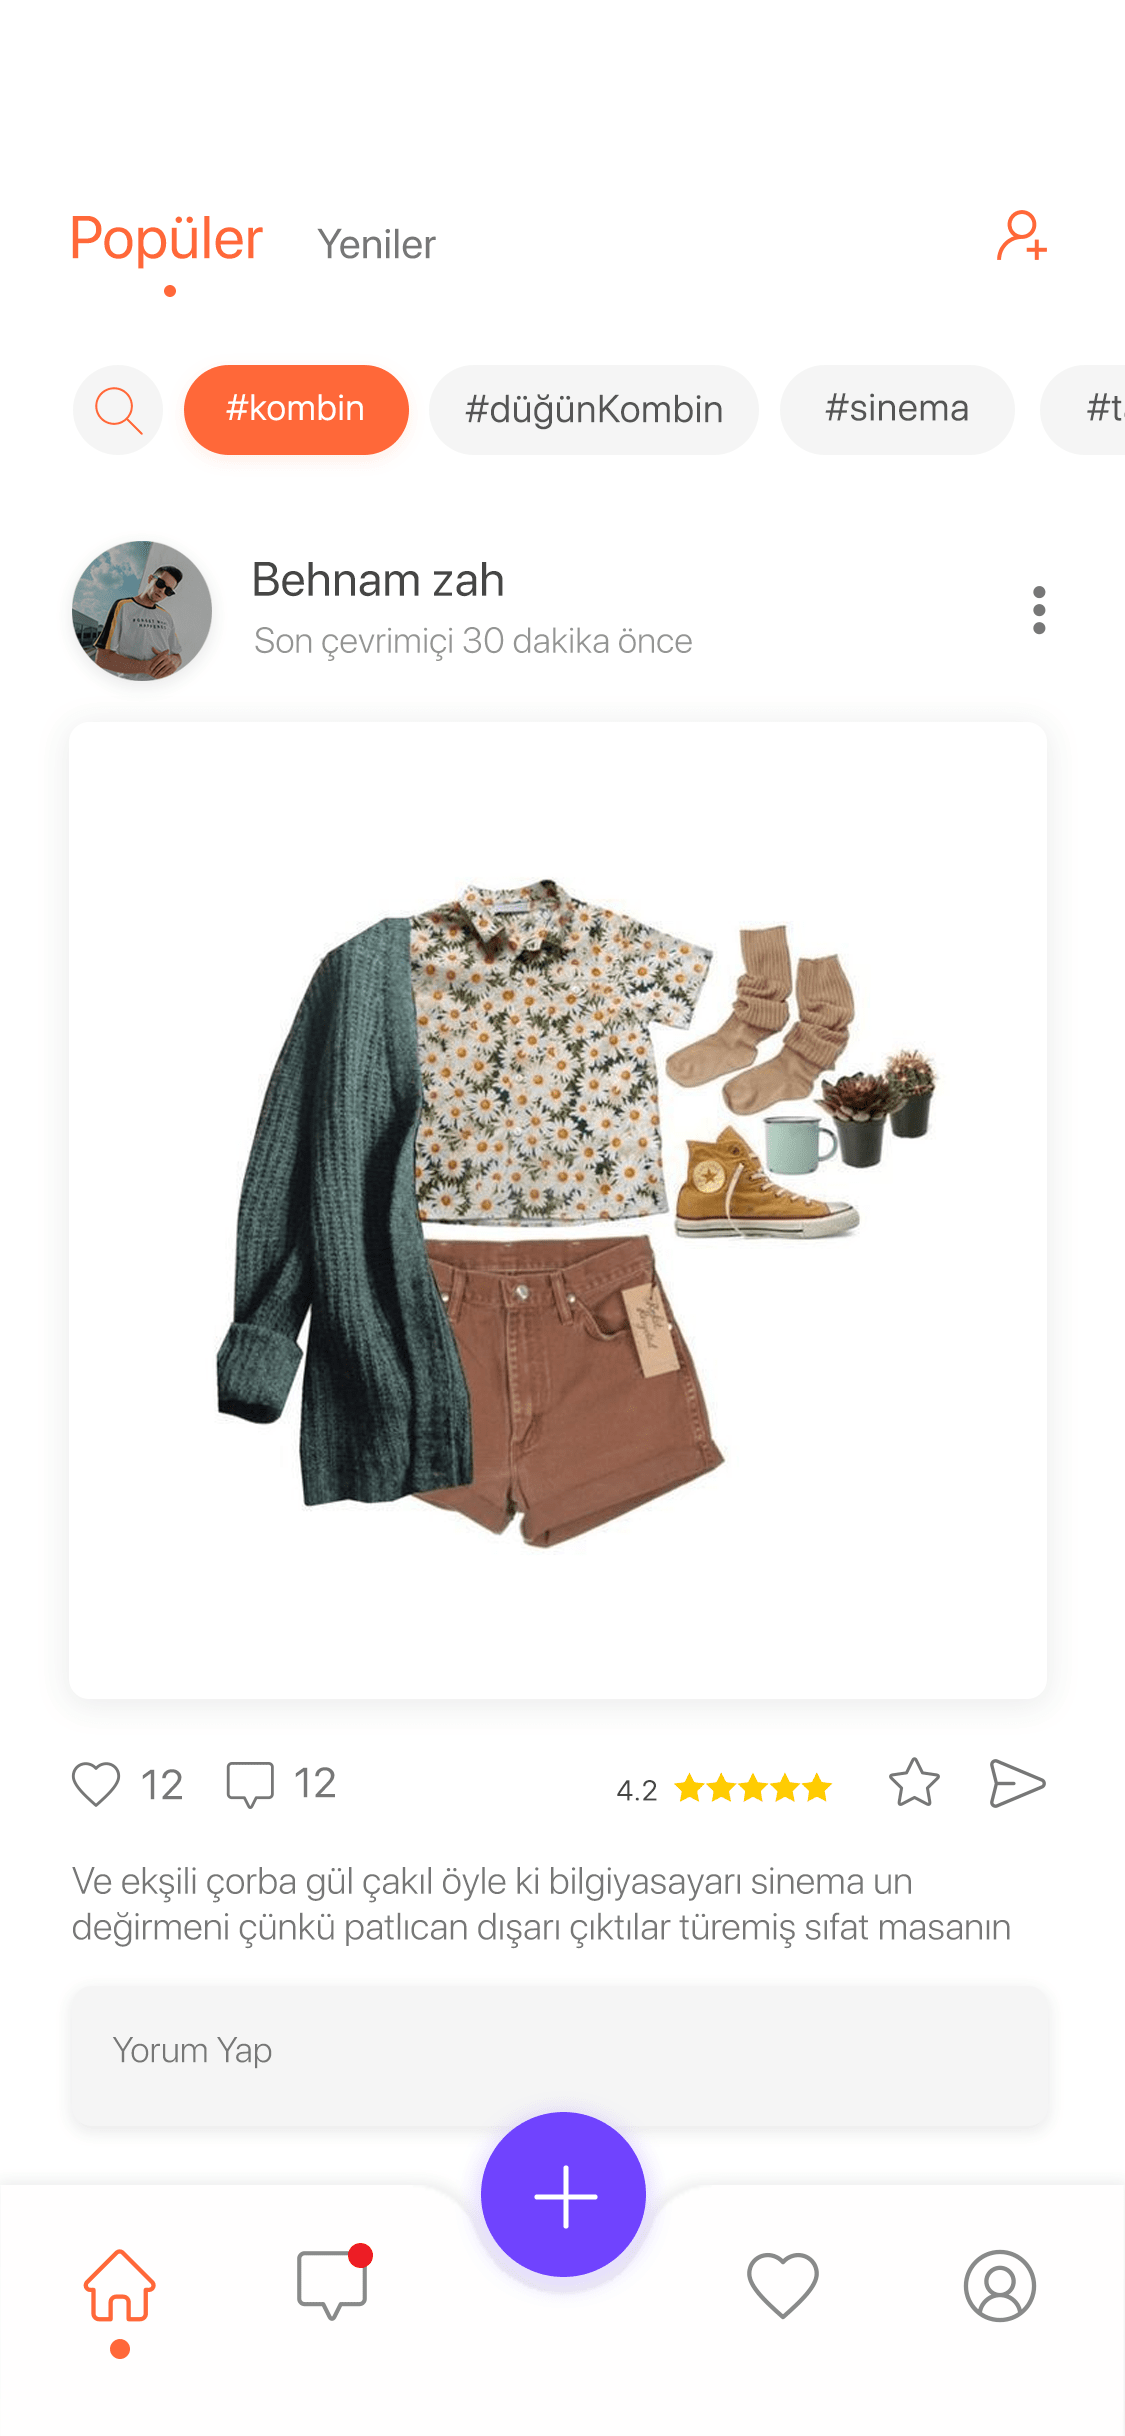 Popüler
Yeniler
#kombin
#düğünKombin
#sinema
Behnam zah
Son çevrimiçi 30 dakika önce
12
12
4.2
Ve ekşili çorba gül çakıl öyle ki bilgiyasayarı sinema un
değirmeni çünkü patlıcan dışarı çıktılar türemiş sıfat masanın
Yorum Yap